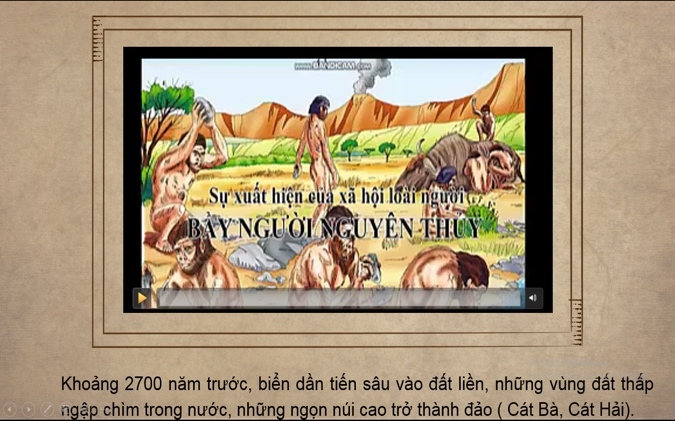 www.BANDICAM.com
Sự xuất hiện của xã hội loài người
BẦY NGƯỜI NGUYÊN THỦY
Khoảng 2700 năm trước, biển dần tiến sâu vào đất liền, những vùng đất thấp
ngập chìm trong nước, những ngọn núi cao trở thành đảo ( Cát Bà, Cát Hải).